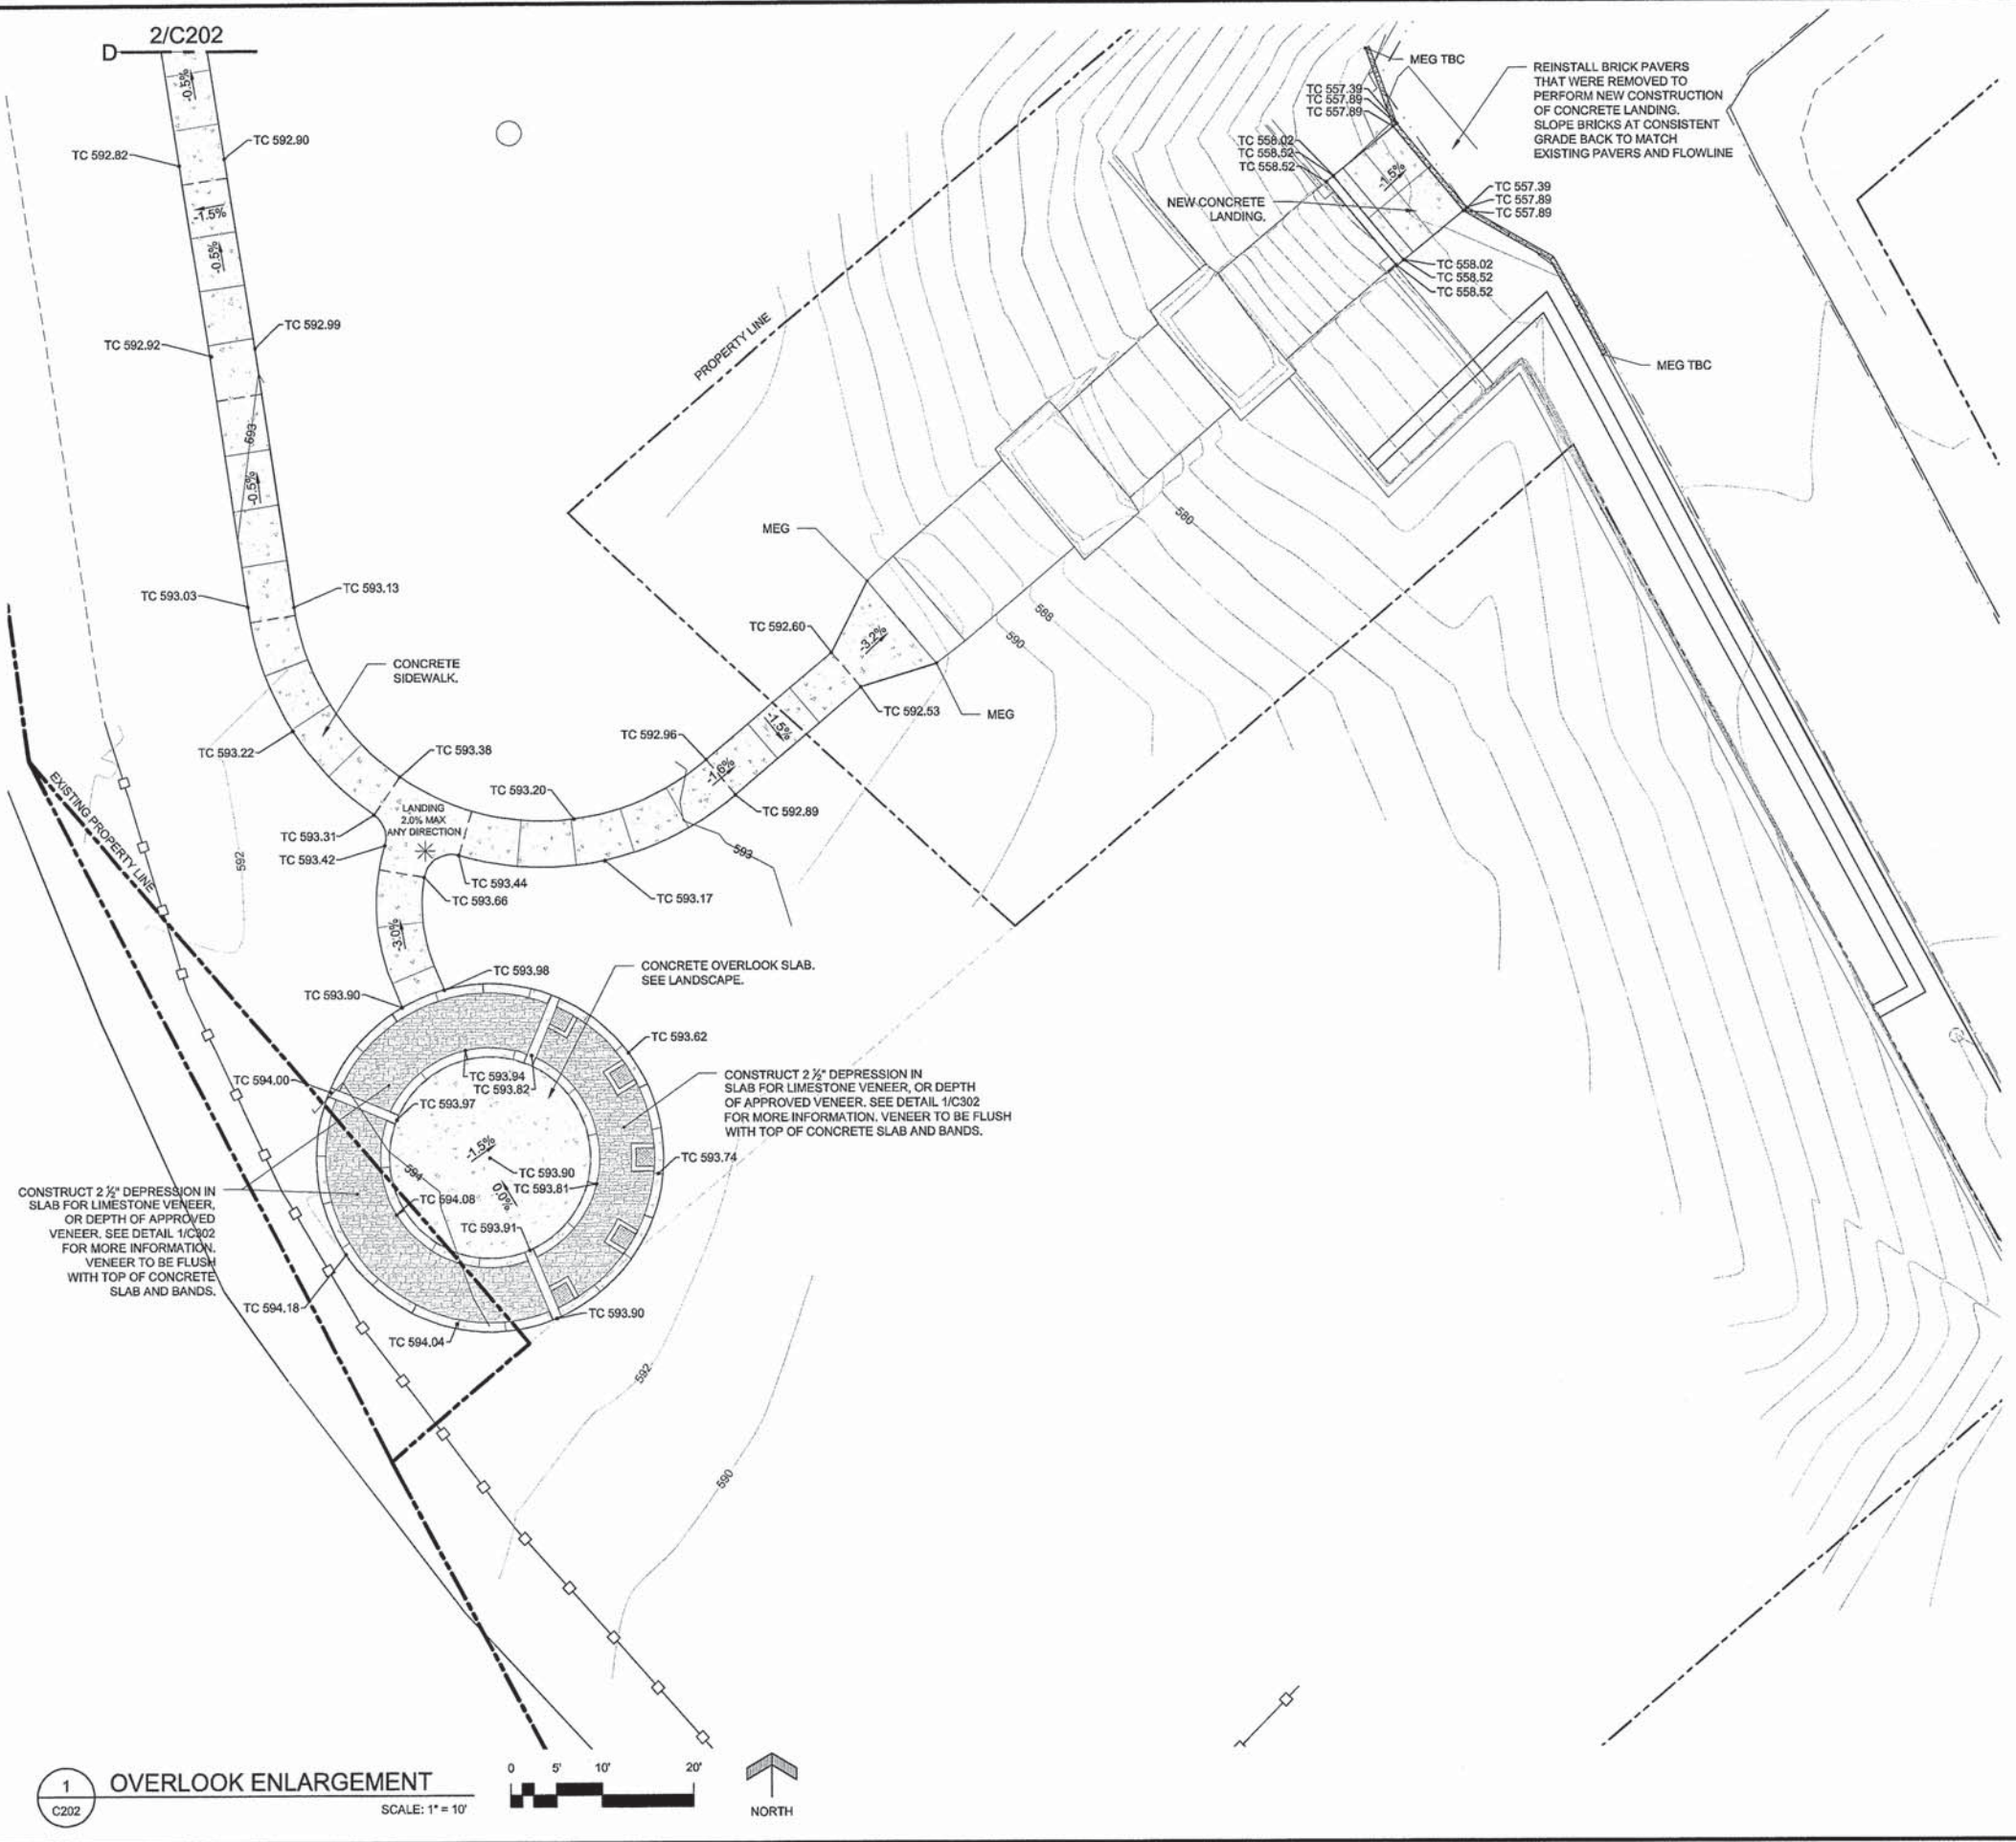 2/C202
D
-0.5%
TC 592.82
TC 592.90
-1.5%
-0.5%
TC 592.92
TC 592.99
593
-0.5%
TC 593.03
TC 593.13
CONCRETE
SIDEWALK.
TC 593.22
TC 593.38
LANDING
2.0% MAX
ANY DIRECTION
TC 593.31
TC 593.42
TC 593.44
TC 593.66
TC 593.20
TC 593.17
-3.0%
TC 592.96
-1.6%
-1.5%
TC 592.89
593
TC 592.60
-3.2%
TC 592.53
MEG
MEG
PROPERTY LINE
580
588
590
MEG TBC
REINSTALL BRICK PAVERS
THAT WERE REMOVED TO
PERFORM NEW CONSTRUCTION
OF CONCRETE LANDING.
SLOPE BRICKS AT CONSISTENT
GRADE BACK TO MATCH
EXISTING PAVERS AND FLOWLINE
TC 557.39
TC 557.89
TC 557.89
TC 558.02
TC 558.52
TC 558.52
-1.5%
NEW CONCRETE
LANDING.
TC 557.39
TC 557.89
TC 557.89
TC 558.02
TC 558.52
TC 558.52
MEG TBC
EXISTING PROPERTY LINE
592
TC 593.90
TC 593.98
CONCRETE OVERLOOK SLAB.
SEE LANDSCAPE.
TC 593.62
TC 594.00
TC 593.94
TC 593.82
TC 593.97
CONSTRUCT 2 ½" DEPRESSION IN
SLAB FOR LIMESTONE VENEER, OR DEPTH
OF APPROVED VENEER. SEE DETAIL 1/C302
FOR MORE INFORMATION. VENEER TO BE FLUSH
WITH TOP OF CONCRETE SLAB AND BANDS.
-1.5%
TC 593.90
TC 593.81
TC 593.74
594
0.0%
TC 594.08
TC 593.91
CONSTRUCT 2 ½" DEPRESSION IN
SLAB FOR LIMESTONE VENEER,
OR DEPTH OF APPROVED
VENEER. SEE DETAIL 1/C302
FOR MORE INFORMATION.
VENEER TO BE FLUSH
WITH TOP OF CONCRETE
SLAB AND BANDS.
TC 594.18
TC 594.04
TC 593.90
592
590
1
C202
OVERLOOK ENLARGEMENT
SCALE: 1" = 10'
0 5' 10' 20'
NORTH